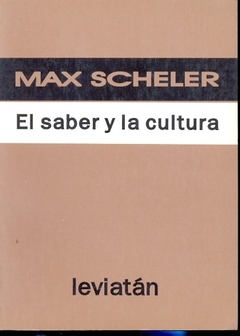 MAX SCHELER
El saber y la cultura
leviatán